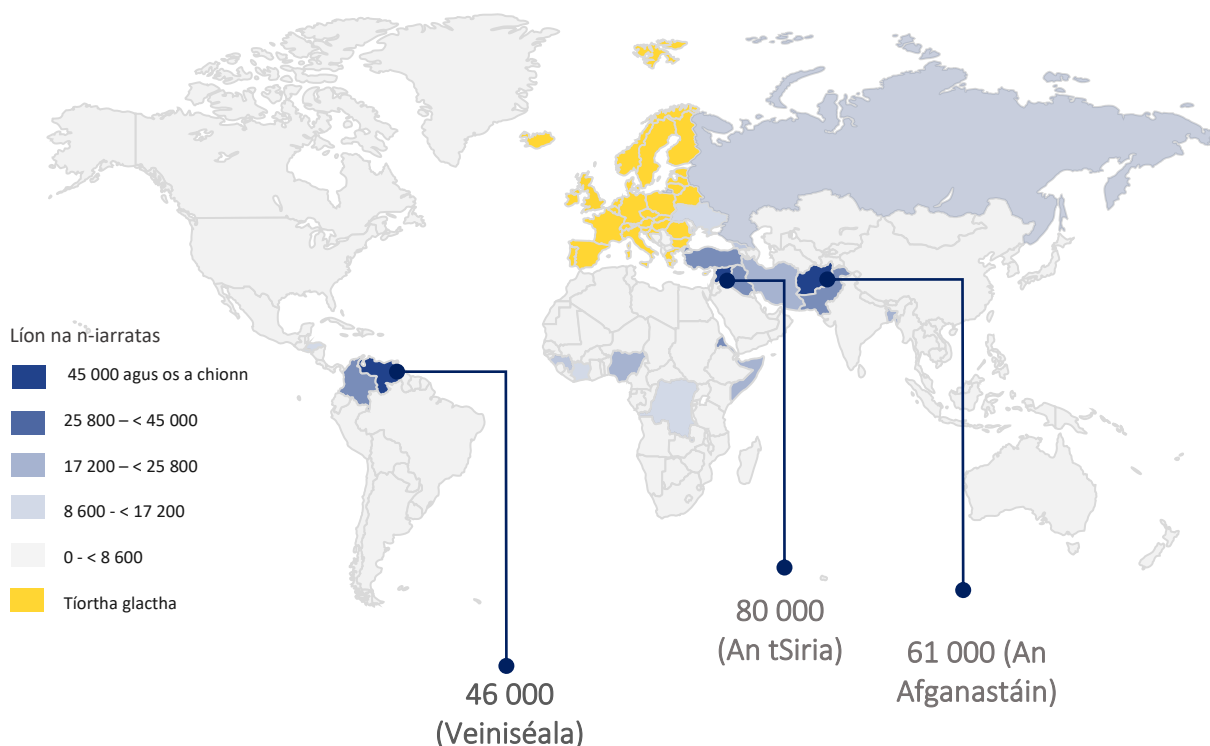 Líon na n-iarratas
45 000 agus os a chionn
25 800 – < 45 000
17 200 – < 25 800
8 600 - < 17 200
0 - < 8 600
Tíortha glactha
46 000
(Veiniséala)
80 000
(An tSiria)
61 000 (An
Afganastáin)